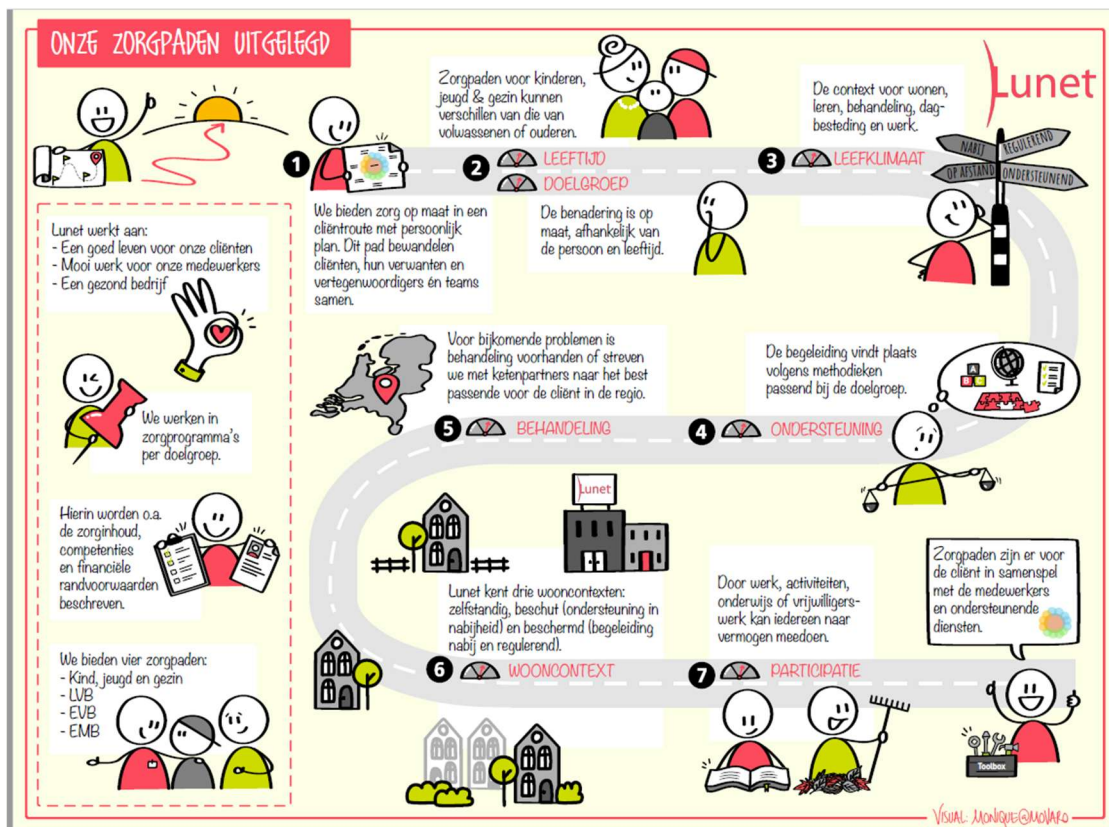 ONZE ZORGPADEN UITGELEGD
Lunet
Zorgpaden voor kinderen,
jeugd & gezin kunnen
verschillen van die van
volwassenen of ouderen.
De context voor wonen,
leren, behandeling, dag-
besteding en werk.
1
2 LEEFTIJD
DOELGROEP
3 LEEFKLIMAAT
NABIJ
REGULEREND
OP AFSTAND
ONDERSTEUNEND
We bieden zorg op maat in een
cliëntroute met persoonlijk
plan. Dit pad bewandelen
cliënten, hun verwanten en
vertegenwoordigers én teams
samen.
De benadering is op
maat, afhankelijk van
de persoon en leeftijd.
Lunet werkt aan:
- Een goed leven voor onze cliënten
- Mooi werk voor onze medewerkers
- Een gezond bedrijf
We werken in
zorgprogramma's
per doelgroep.
Hierin worden o.a.
de zorginhoud,
competenties
en financiële
randvoorwaarden
beschreven.
We bieden vier zorgpaden:
- Kind, jeugd en gezin
- LVB
- EVB
- EMB
Voor bijkomende problemen is
behandeling voorhanden of streven
we met ketenpartners naar het best
passende voor de cliënt in de regio.
De begeleiding vindt plaats
volgens methodieken
passend bij de doelgroep.
A
B C
5 BEHANDELING
4 ONDERSTEUNING
Lunet
Lunet kent drie wooncontexten:
zelfstandig, beschut (ondersteuning in
nabijheid) en beschermd (begeleiding
nabij en regulerend).
Door werk, activiteiten,
onderwijs of vrijwilligers-
werk kan iedereen naar
vermogen meedoen.
Zorgpaden zijn er voor
de cliënt in samenspel
met de medewerkers
en ondersteunende
diensten.
6 WOONCONTEXT
7 PARTICIPATIE
Toolbox
VISUAL: MONIQUE@MOVARO